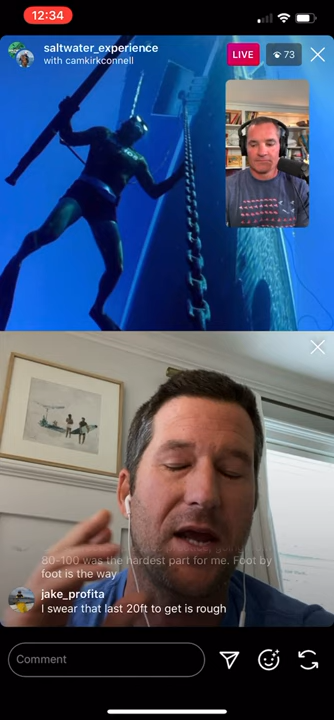 12:34
saltwater_experience
with camkirkconnell
LIVE
73
80-100 was the hardest part for me. Foot by
foot is the way
jake_profita
I swear that last 20ft to get is rough
Comment